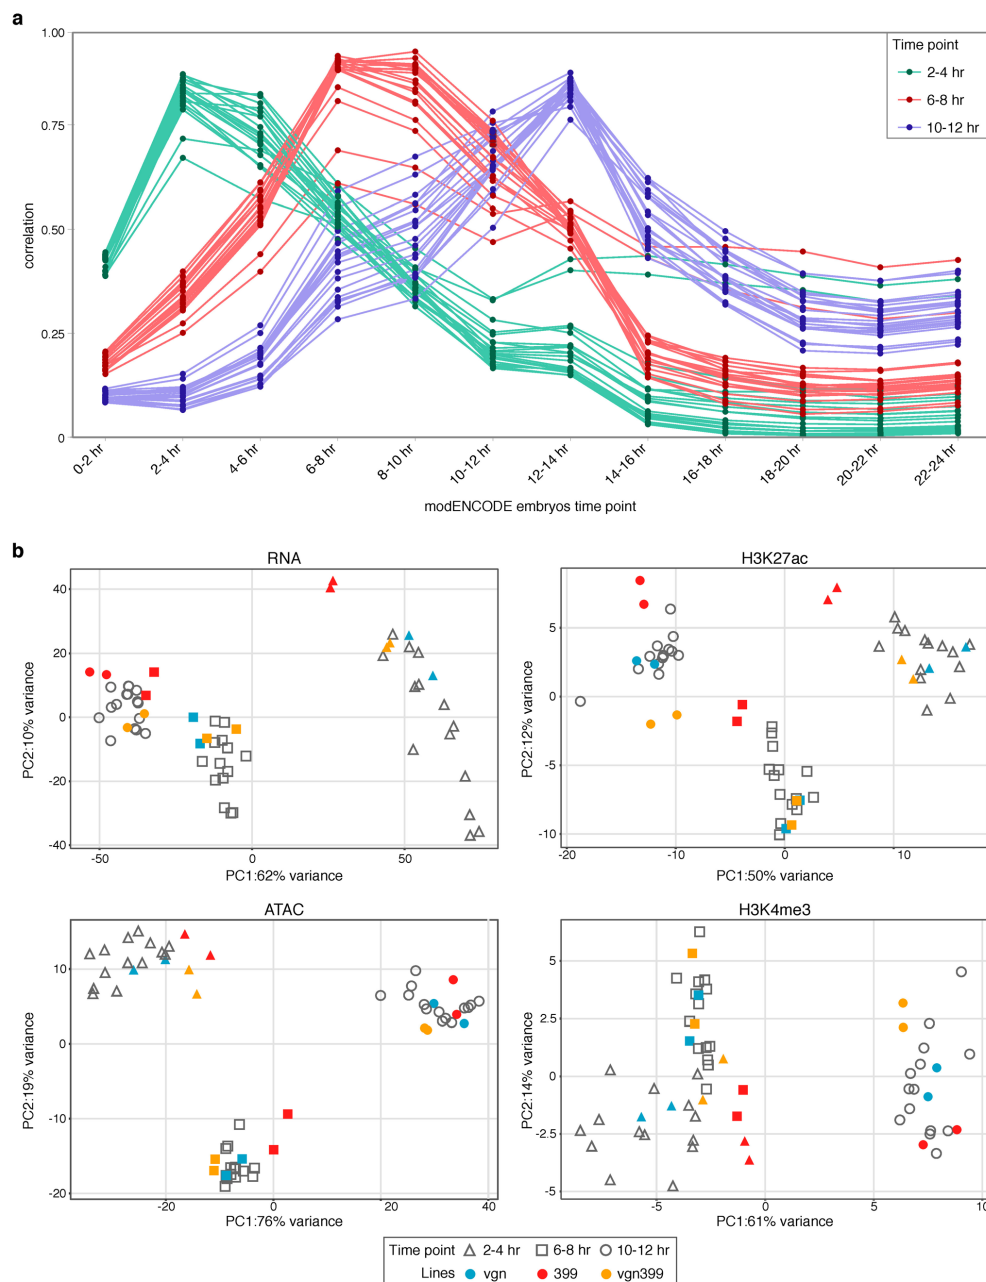 a
1.00
0.75
0.50
0.25
0
correlation
Time point
2-4 hr
6-8 hr
10-12 hr
0-2 hr
2-4 hr
4-6 hr
6-8 hr
8-10 hr
10-12 hr
12-14 hr
14-16 hr
16-18 hr
18-20 hr
20-22 hr
22-24 hr
modENCODE embryos time point
b
RNA
40
20
0
-20
-40
PC2:10% variance
-50
0
50
PC1:62% variance
H3K27ac
5
0
-5
-10
PC2:12% variance
-20
-10
0
10
PC1:50% variance
ATAC
10
0
-10
-20
PC2:19% variance
-20
0
20
40
PC1:76% variance
H3K4me3
5
2.5
0
-2.5
-5
PC2:14% variance
-5
5
10
PC1:61% variance
Time point 2-4 hr 6-8 hr 10-12 hr
Lines vgn 399 vgn399